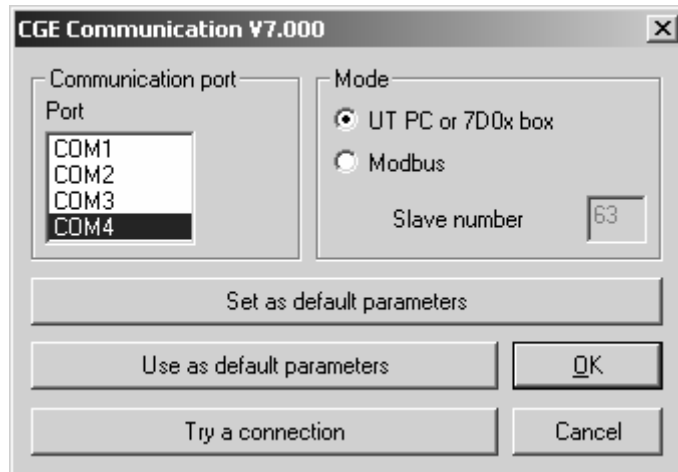 CGE Communication V7.000
Communication port
Port
COM1
COM2
COM3
COM4
Mode
UT PC or 7D0x box
Modbus
Slave number 63
Set as default parameters
Use as default parameters
OK
Try a connection
Cancel